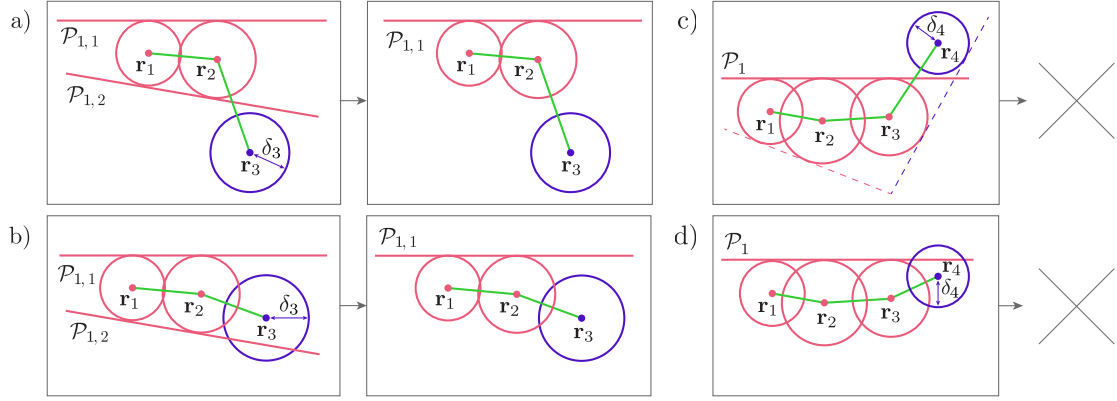 a)
𝒫₁,₁
r₁
r₂
𝒫₁,₂
δ₃
r₃
𝒫₁,₁
r₁
r₂
r₃
c)
δ₄
r₄
𝒫₁
r₁
r₂
r₃
b)
𝒫₁,₁
r₁
r₂
δ₃
r₃
𝒫₁,₂
𝒫₁,₁
r₁
r₂
r₃
d)
𝒫₁
r₄
δ₄
r₁
r₂
r₃